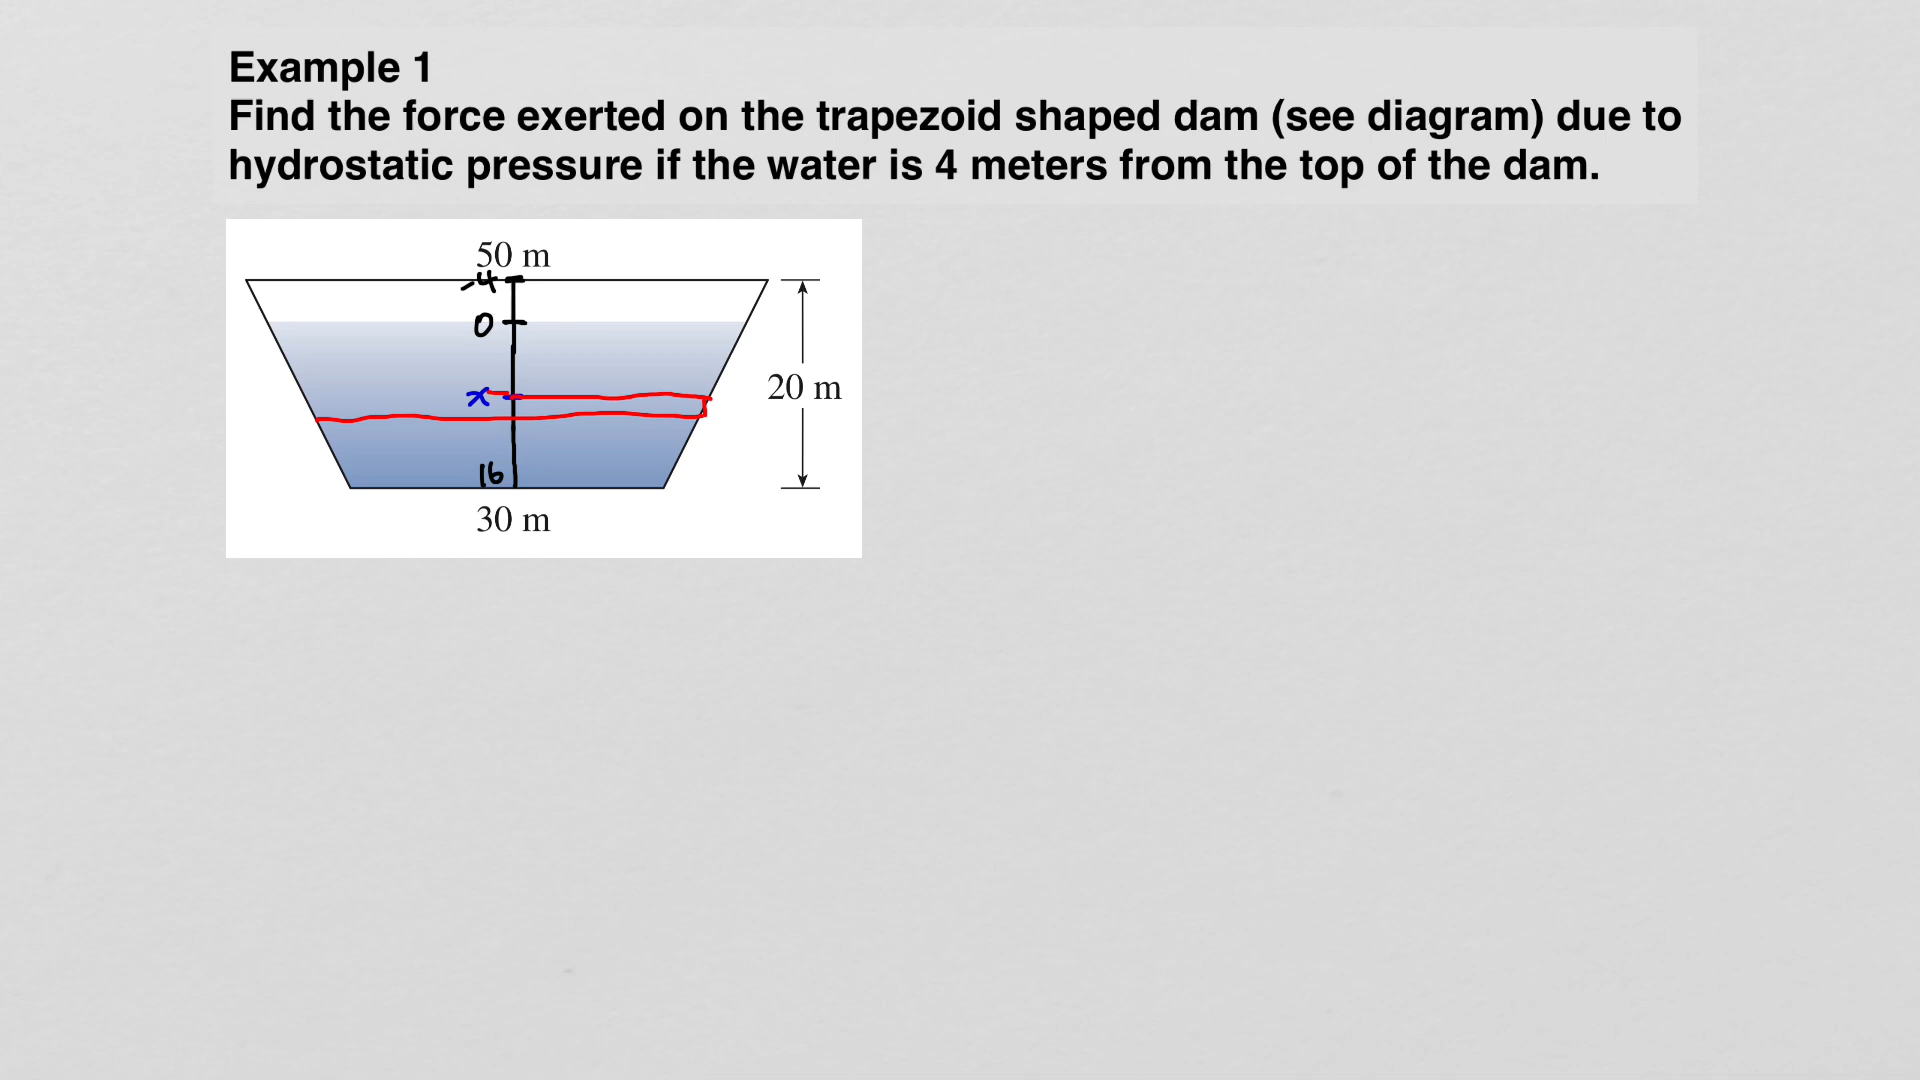 Example 1
Find the force exerted on the trapezoid shaped dam (see diagram) due to
hydrostatic pressure if the water is 4 meters from the top of the dam.
50 m
-4
0
x
20 m
16
30 m